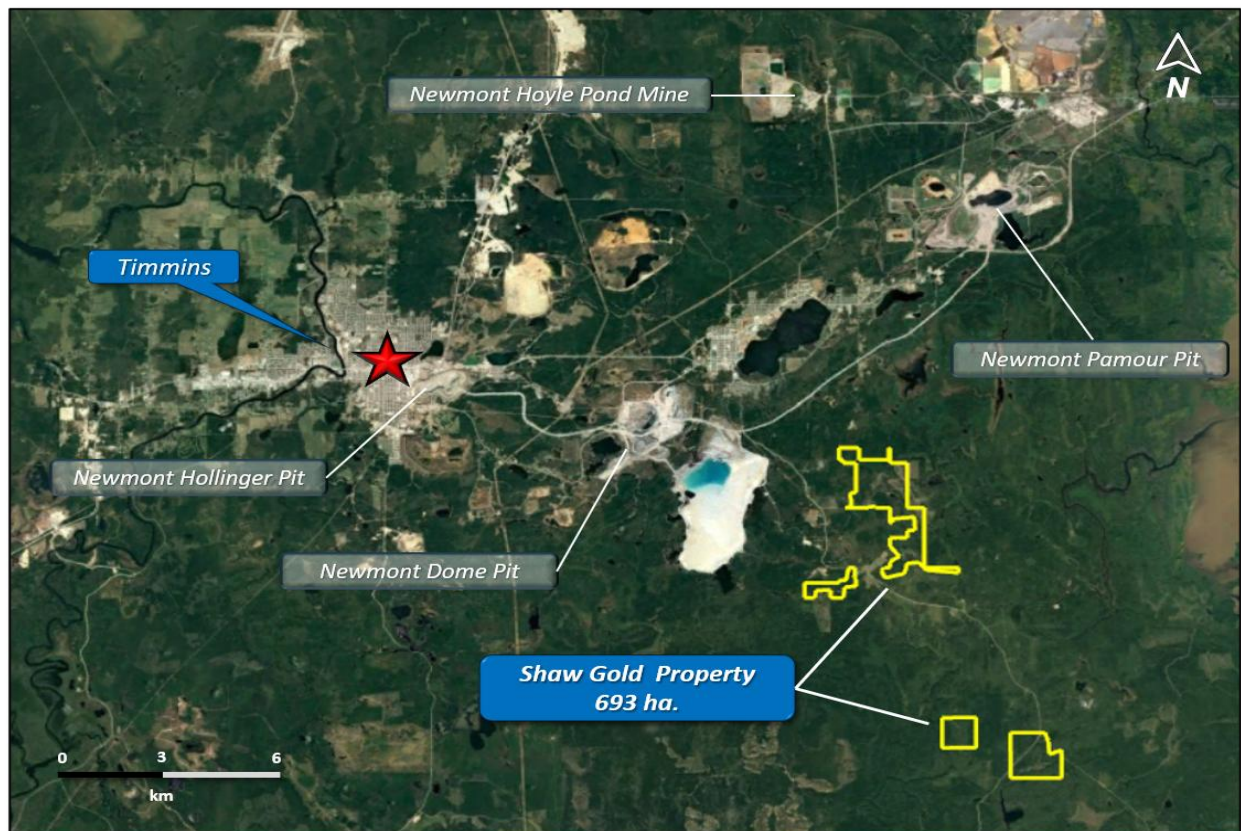 N
Newmont Hoyle Pond Mine
Timmins
Newmont Pamour Pit
Newmont Hollinger Pit
Newmont Dome Pit
Shaw Gold Property
693 ha.
0 3 6
km